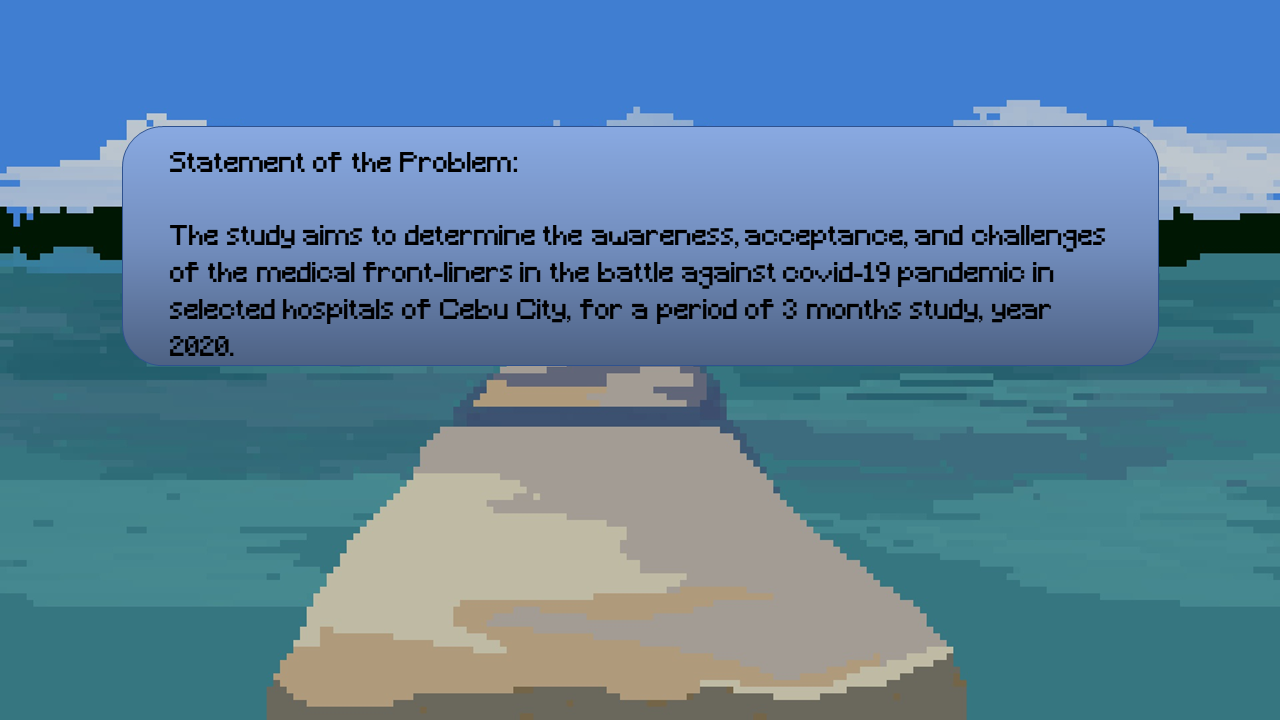 Statement of the Problem:
The study aims to determine the awareness, acceptance, and challenges
of the medical front-liners in the battle against covid-19 pandemic in
selected hospitals of Cebu City, for a period of 3 months study, year
2020.